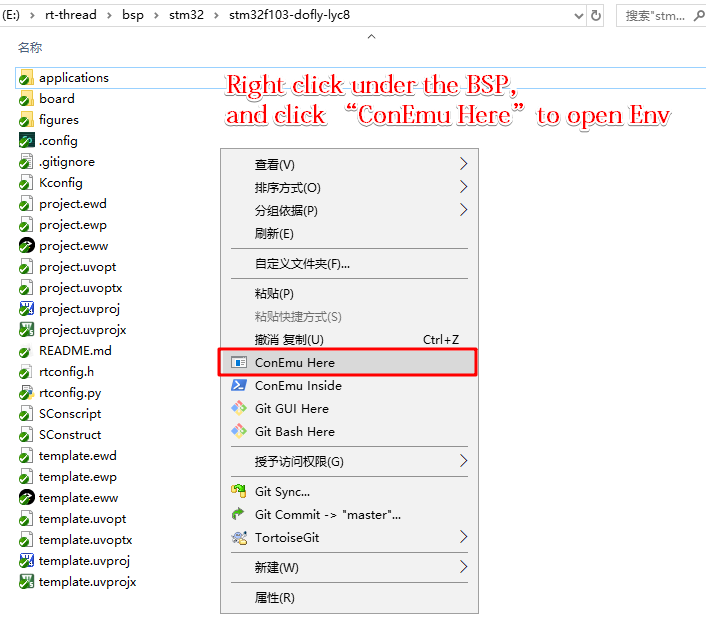 (E:) › rt-thread › bsp › stm32 › stm32f103-dofly-lyc8
搜索"stm...
名称
applications
board
figures
.config
.gitignore
Kconfig
project.ewd
project.ewp
project.eww
project.uvopt
project.uvoptx
project.uvproj
project.uvprojx
README.md
rtconfig.h
rtconfig.py
SConscript
SConstruct
template.ewd
template.ewp
template.eww
template.uvopt
template.uvoptx
template.uvproj
template.uvprojx
Right click under the BSP,
and click “ConEmu Here” to open Env
查看(V)
排序方式(O)
分组依据(P)
刷新(E)
自定义文件夹(F)...
粘贴(P)
粘贴快捷方式(S)
撤消 复制(U) Ctrl+Z
ConEmu Here
ConEmu Inside
Git GUI Here
Git Bash Here
授予访问权限(G)
Git Sync...
Git Commit -> "master"...
TortoiseGit
新建(W)
属性(R)